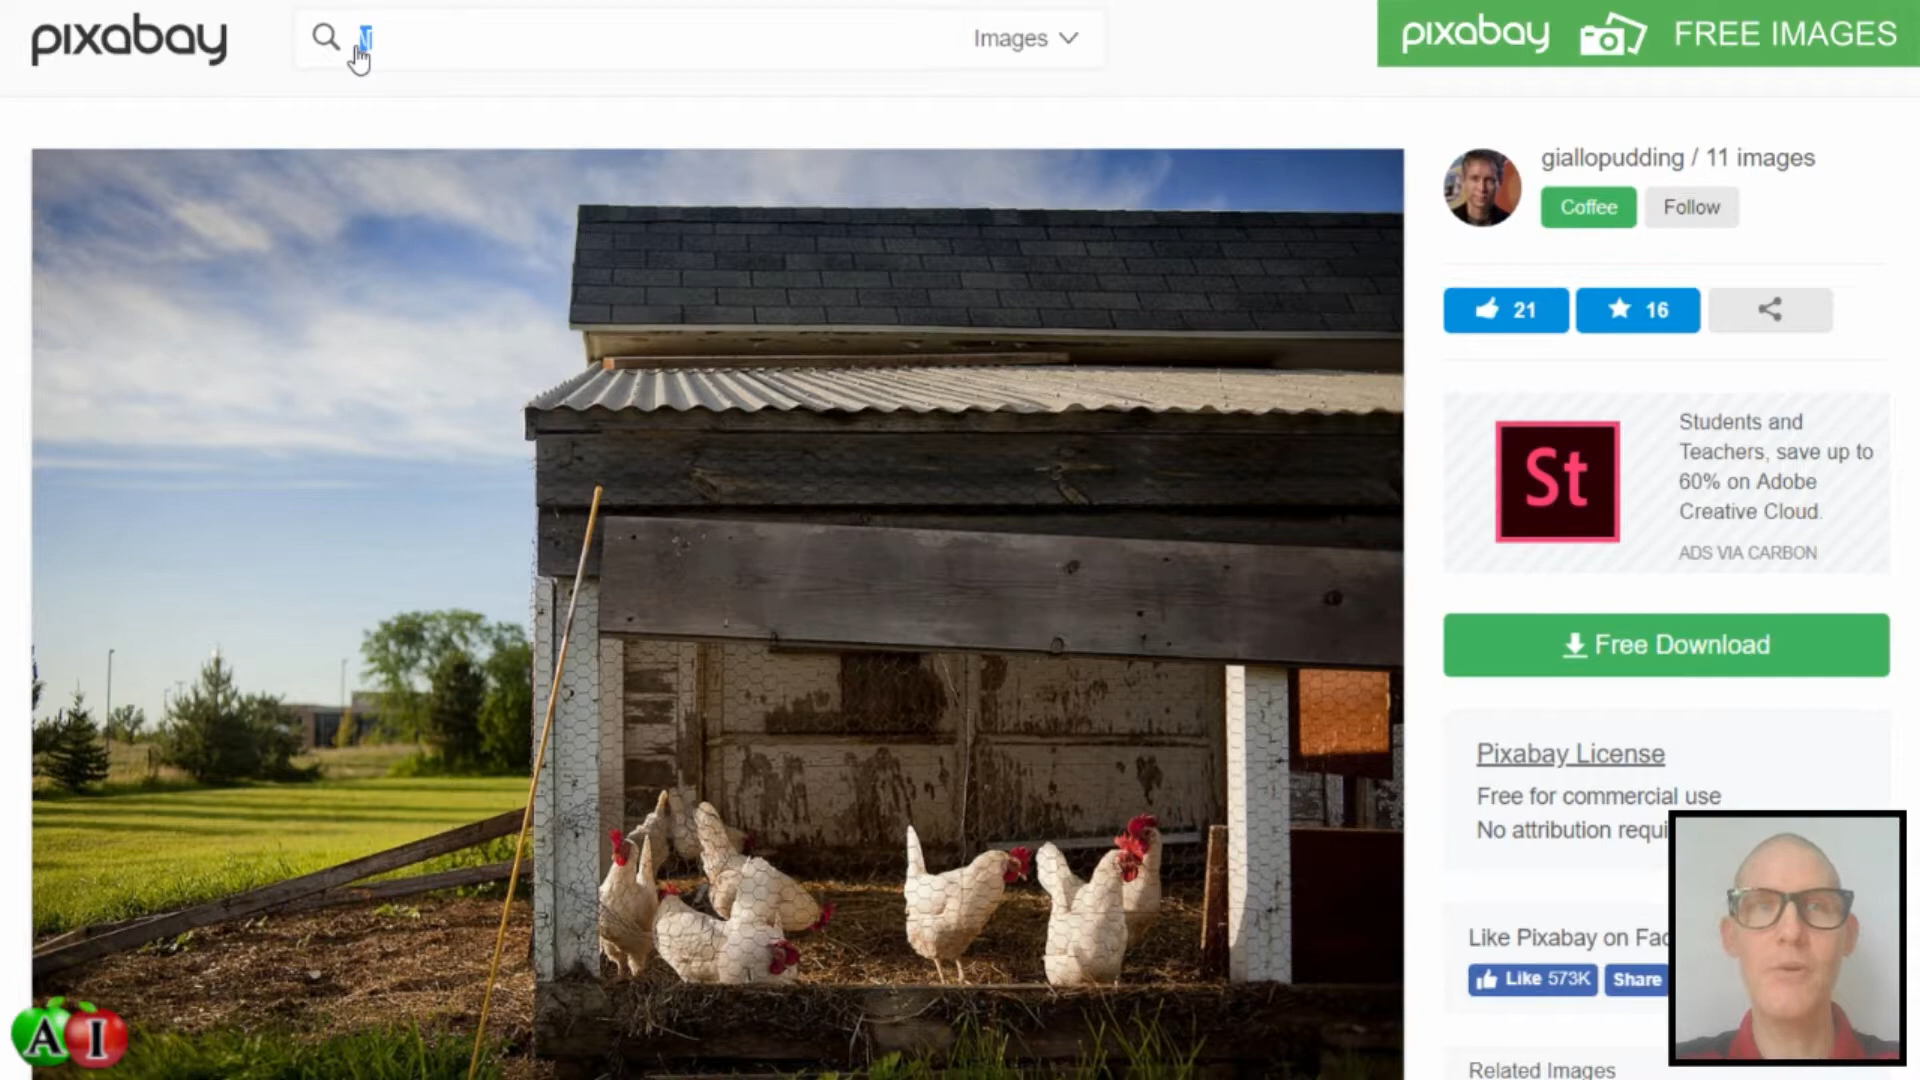 pixabay
N
Images
pixabay FREE IMAGES
giallopudding / 11 images
Coffee Follow
21 16
St
Students and
Teachers, save up to
60% on Adobe
Creative Cloud.
ADS VIA CARBON
Free Download
Pixabay License
Free for commercial use
No attribution requi
Like Pixabay on Fac
Like 573K Share
Related Images
AI